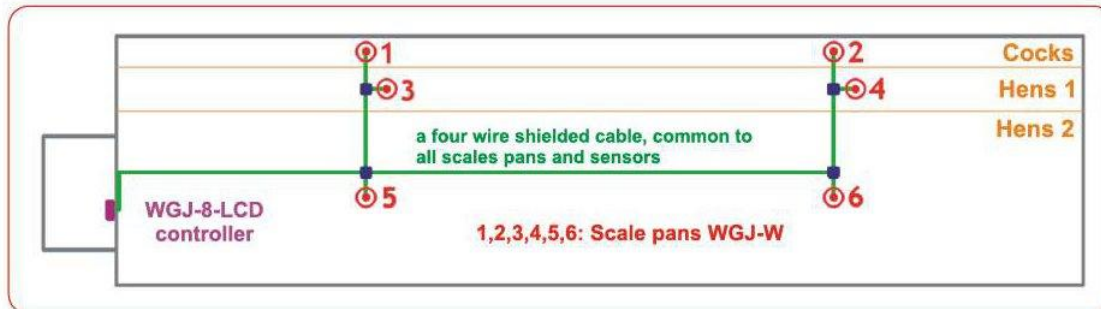 1
2
Cocks
3
4
Hens 1
Hens 2
a four wire shielded cable, common to
all scales pans and sensors
5
6
WGJ-8-LCD
controller
1,2,3,4,5,6: Scale pans WGJ-W